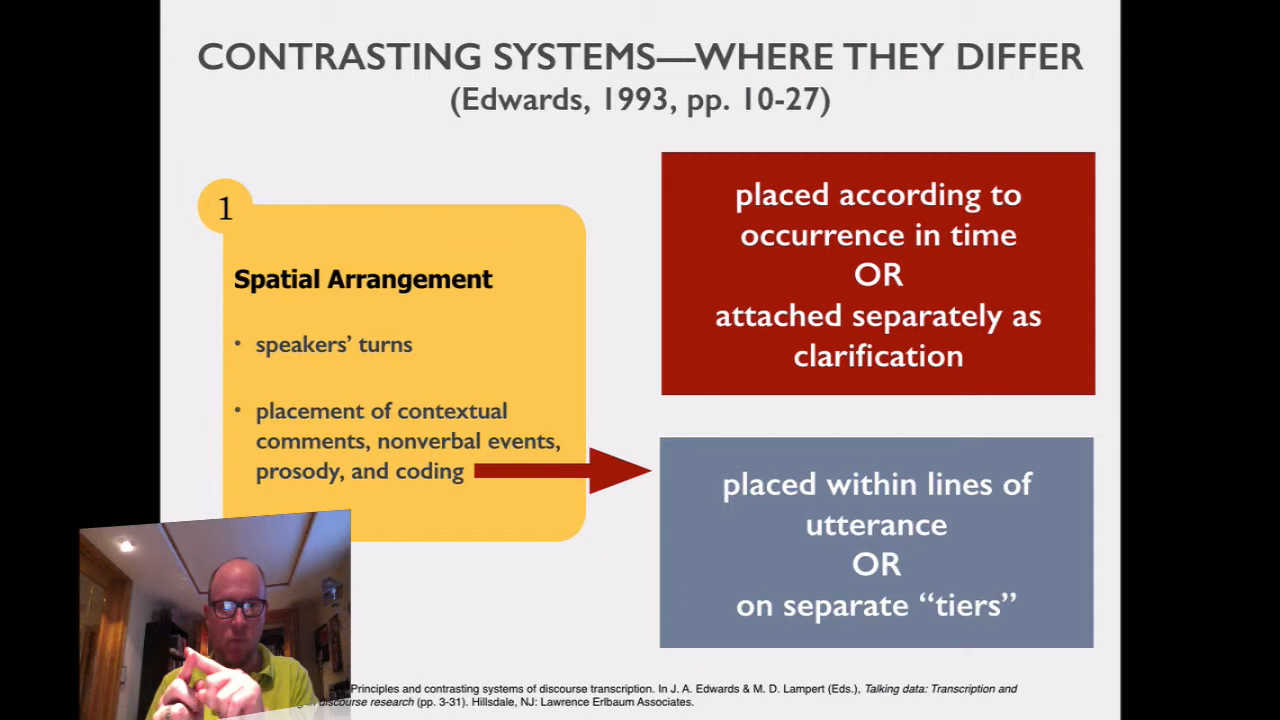 CONTRASTING SYSTEMS—WHERE THEY DIFFER
(Edwards, 1993, pp. 10-27)
1
Spatial Arrangement
• speakers’ turns
• placement of contextual
comments, nonverbal events,
prosody, and coding
placed according to
occurrence in time
OR
attached separately as
clarification
placed within lines of
utterance
OR
on separate “tiers”
Principles and contrasting systems of discourse transcription. In J. A. Edwards & M. D. Lampert (Eds.), Talking data: Transcription and
in discourse research (pp. 3-31). Hillsdale, NJ: Lawrence Erlbaum Associates.